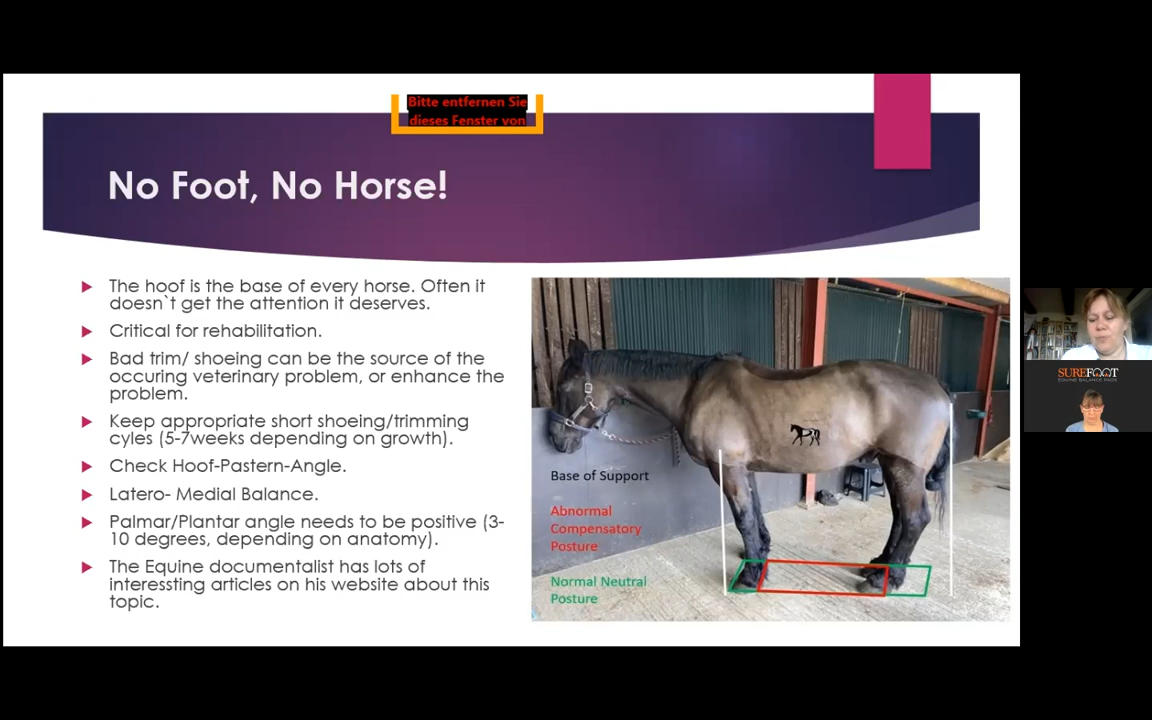 Bitte entfernen Sie
dieses Fenster von
No Foot, No Horse!
The hoof is the base of every horse. Often it
doesn`t get the attention it deserves.
Critical for rehabilitation.
Bad trim/ shoeing can be the source of the
occuring veterinary problem, or enhance the
problem.
Keep appropriate short shoeing/trimming
cyles (5-7weeks depending on growth).
Check Hoof-Pastern-Angle.
Latero- Medial Balance.
Palmar/Plantar angle needs to be positive (3-
10 degrees, depending on anatomy).
The Equine documentalist has lots of
interessting articles on his website about this
topic.
Base of Support
Abnormal
Compensatory
Posture
Normal Neutral
Posture
SUREFOOT
EQUINE BALANCE PADS